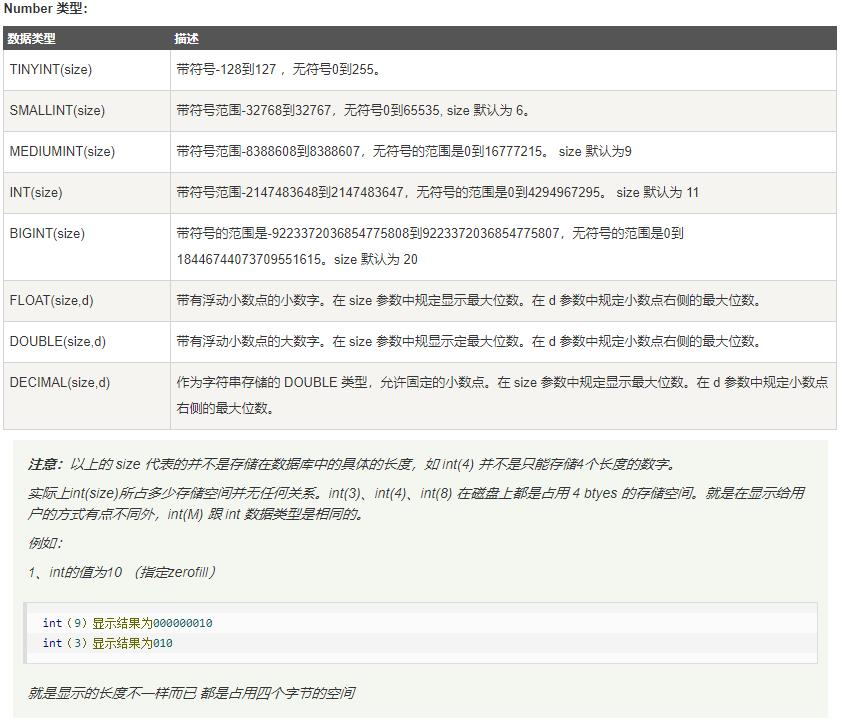 Number 类型：
数据类型 描述
TINYINT(size) 带符号-128到127 ，无符号0到255。
SMALLINT(size) 带符号范围-32768到32767，无符号0到65535, size 默认为 6。
MEDIUMINT(size) 带符号范围-8388608到8388607，无符号的范围是0到16777215。 size 默认为9
INT(size) 带符号范围-2147483648到2147483647，无符号的范围是0到4294967295。 size 默认为 11
BIGINT(size) 带符号的范围是-9223372036854775808到9223372036854775807，无符号的范围是0到
18446744073709551615。size 默认为 20
FLOAT(size,d) 带有浮动小数点的小数字。在 size 参数中规定显示最大位数。在 d 参数中规定小数点右侧的最大位数。
DOUBLE(size,d) 带有浮动小数点的大数字。在 size 参数中规显示定最大位数。在 d 参数中规定小数点右侧的最大位数。
DECIMAL(size,d) 作为字符串存储的 DOUBLE 类型，允许固定的小数点。在 size 参数中规定显示最大位数。在 d 参数中规定小数点
右侧的最大位数。
注意：以上的 size 代表的并不是存储在数据库中的具体的长度，如 int(4) 并不是只能存储4个长度的数字。
实际上int(size)所占多少存储空间并无任何关系。int(3)、int(4)、int(8) 在磁盘上都是占用 4 btyes 的存储空间。就是在显示给用
户的方式有点不同外，int(M) 跟 int 数据类型是相同的。
例如：
1、int的值为10 （指定zerofill）
int（9）显示结果为000000010
int（3）显示结果为010
就是显示的长度不一样而已 都是占用四个字节的空间